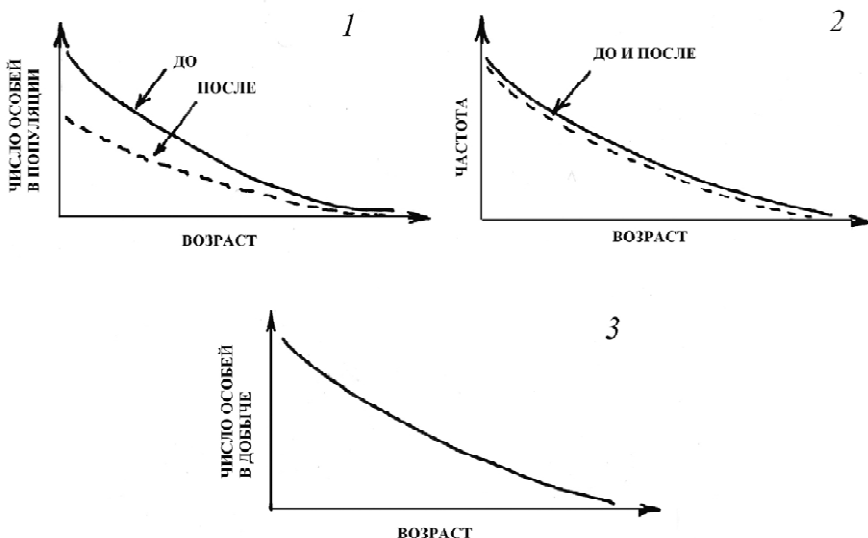 1
ДО
ПОСЛЕ
ЧИСЛО ОСОБЕЙ
В ПОПУЛЯЦИИ
ВОЗРАСТ
2
ДО И ПОСЛЕ
ЧАСТОТА
ВОЗРАСТ
3
ЧИСЛО ОСОБЕЙ
В ДОБЫЧЕ
ВОЗРАСТ